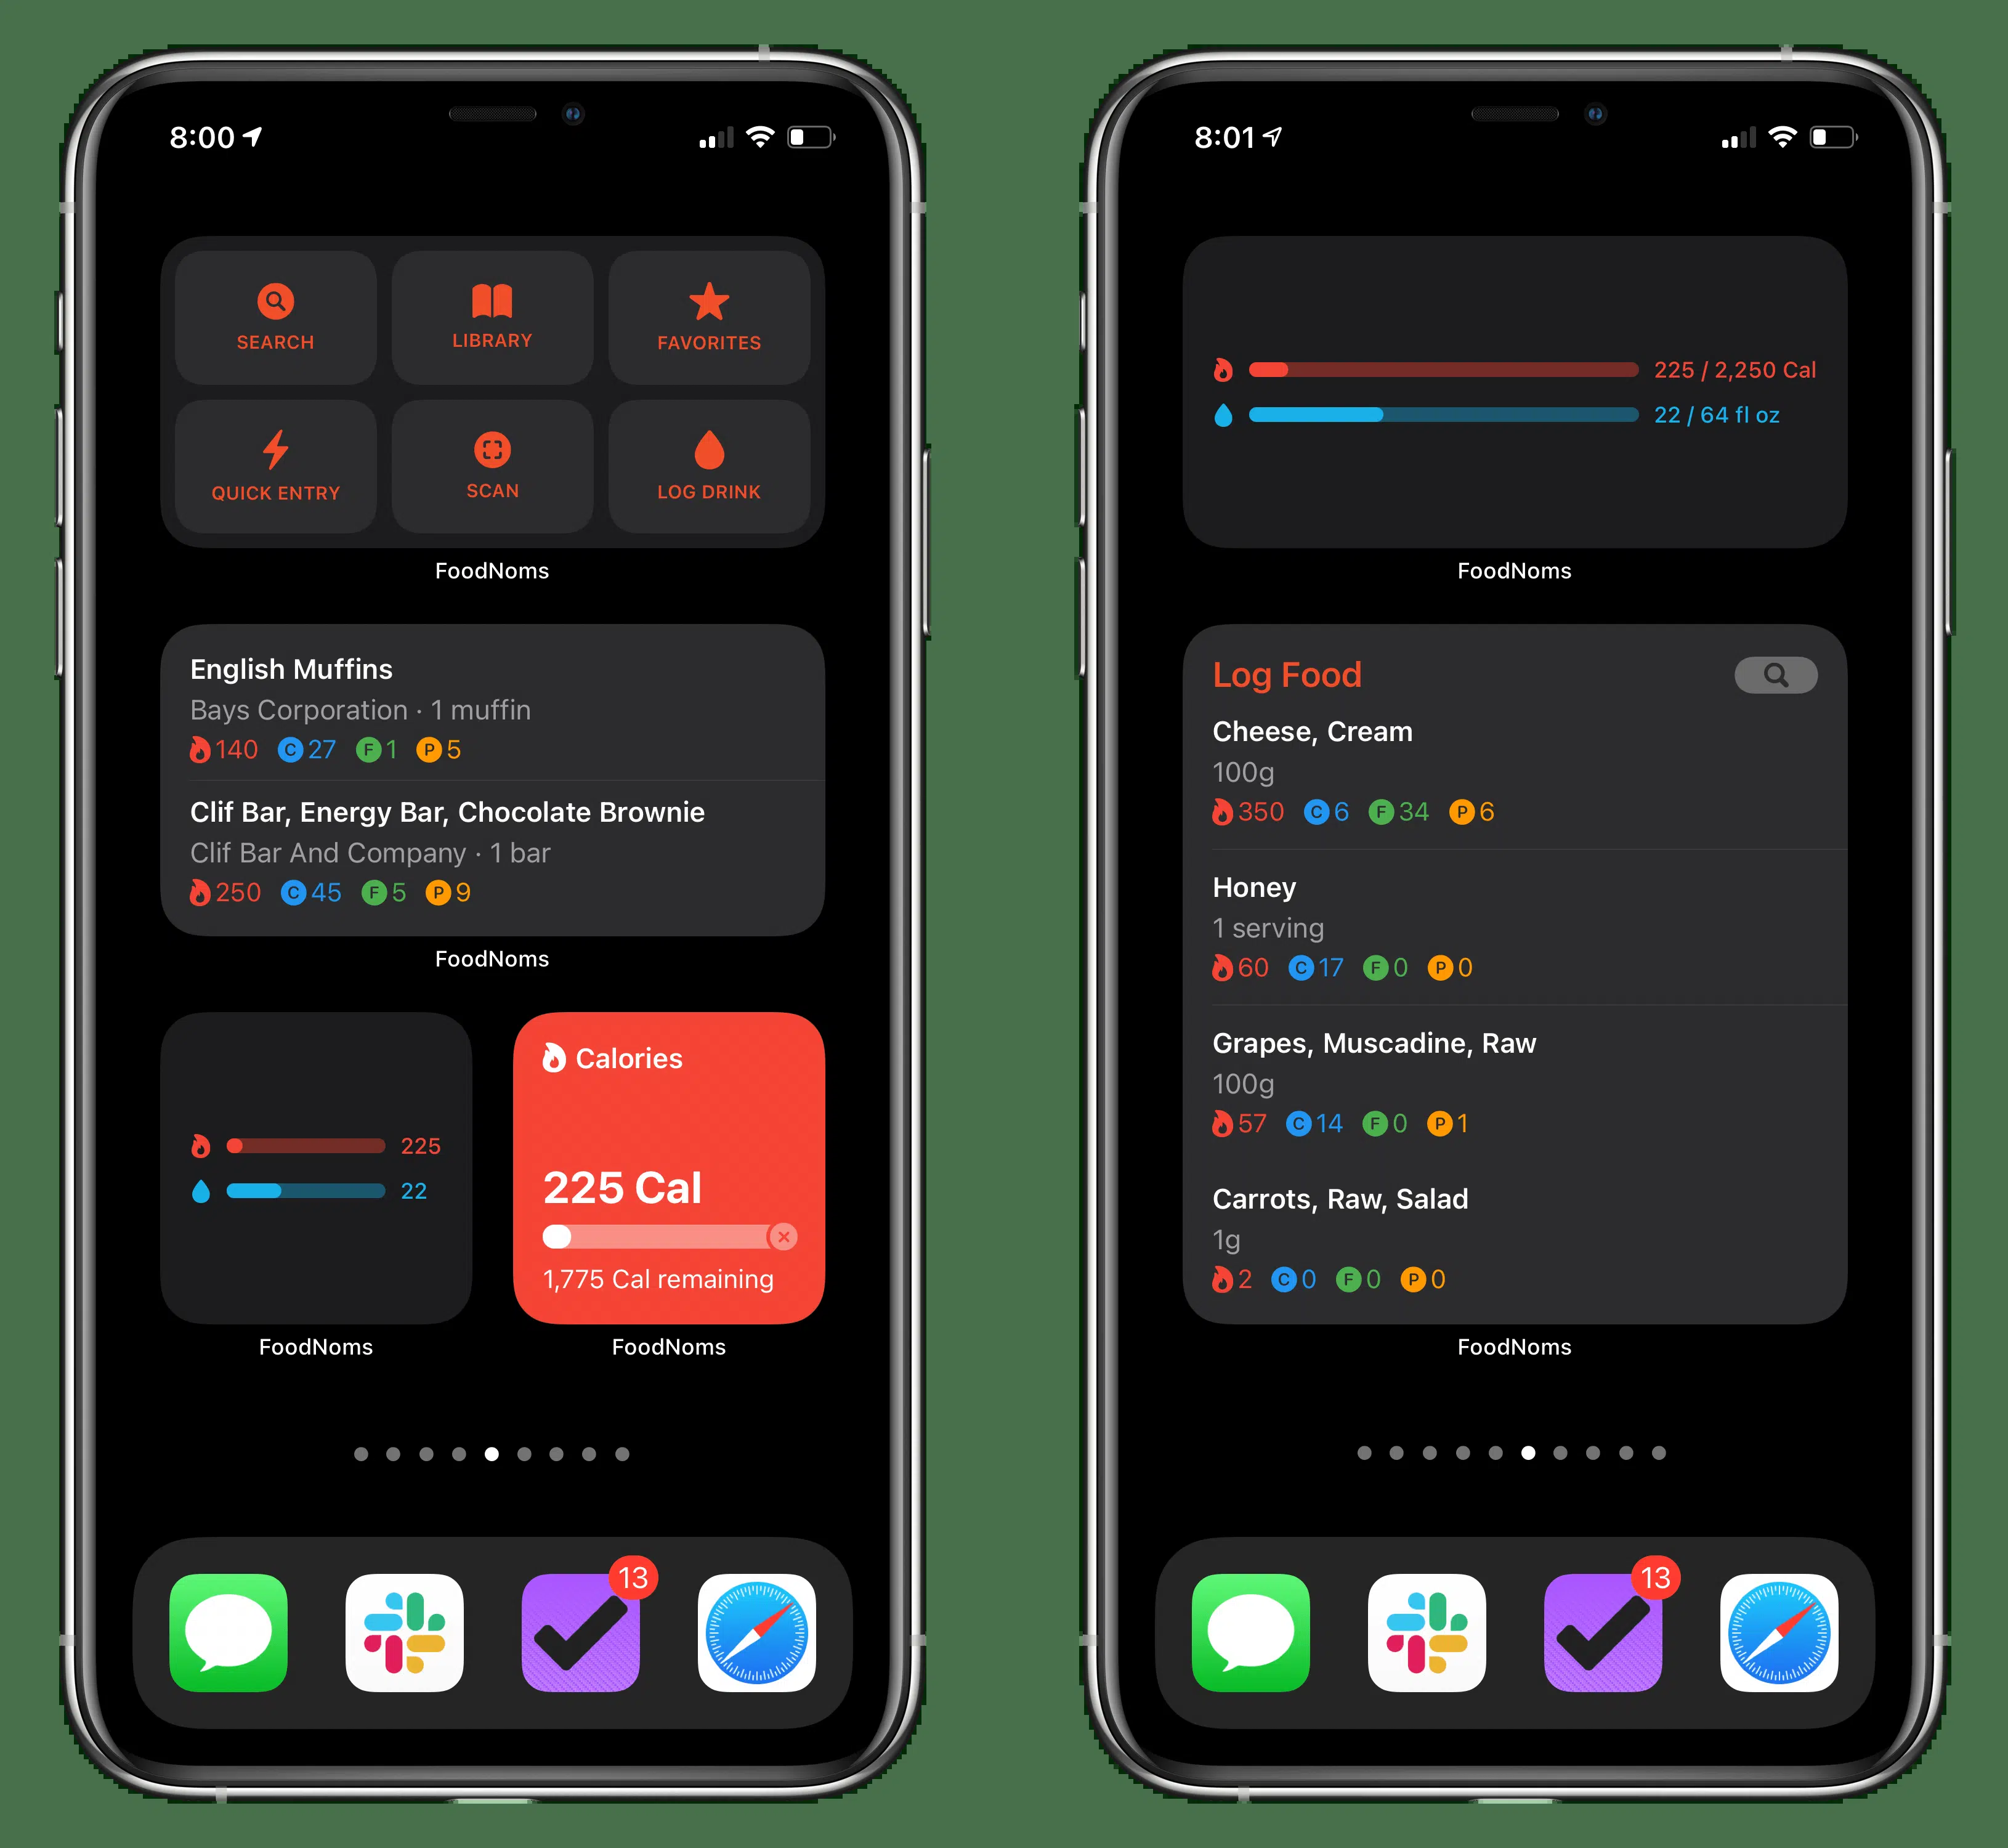 8:00
SEARCH
LIBRARY
FAVORITES
QUICK ENTRY
SCAN
LOG DRINK
FoodNoms
English Muffins
Bays Corporation · 1 muffin
140 C 27 F 1 P 5
Clif Bar, Energy Bar, Chocolate Brownie
Clif Bar And Company · 1 bar
250 C 45 F 5 P 9
FoodNoms
225
22
FoodNoms
Calories
225 Cal
1,775 Cal remaining
FoodNoms
13
8:01
225 / 2,250 Cal
22 / 64 fl oz
FoodNoms
Log Food
Cheese, Cream
100g
350 C 6 F 34 P 6
Honey
1 serving
60 C 17 F 0 P 0
Grapes, Muscadine, Raw
100g
57 C 14 F 0 P 1
Carrots, Raw, Salad
1g
2 C 0 F 0 P 0
FoodNoms
13